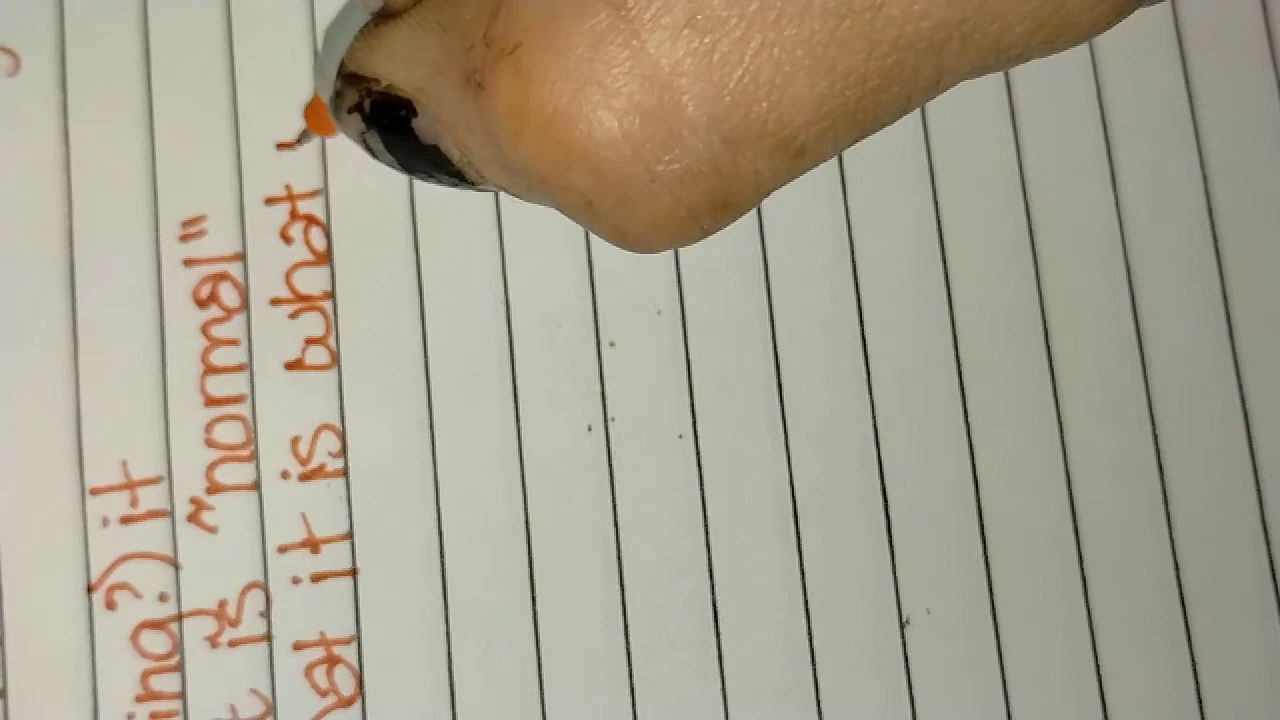 ing?) it
is "normal"
it is what